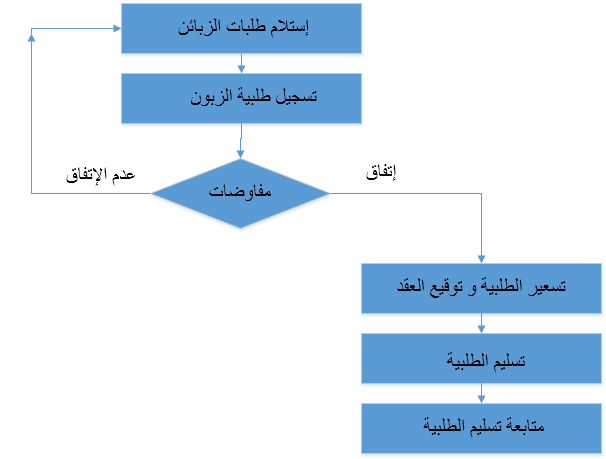 إستلام طلبات الزبائن
تسجيل طلبية الزبون
مفاوضات
إتفاق
عدم الإتفاق
تسعير الطلبية و توقيع العقد
تسليم الطلبية
متابعة تسليم الطلبية